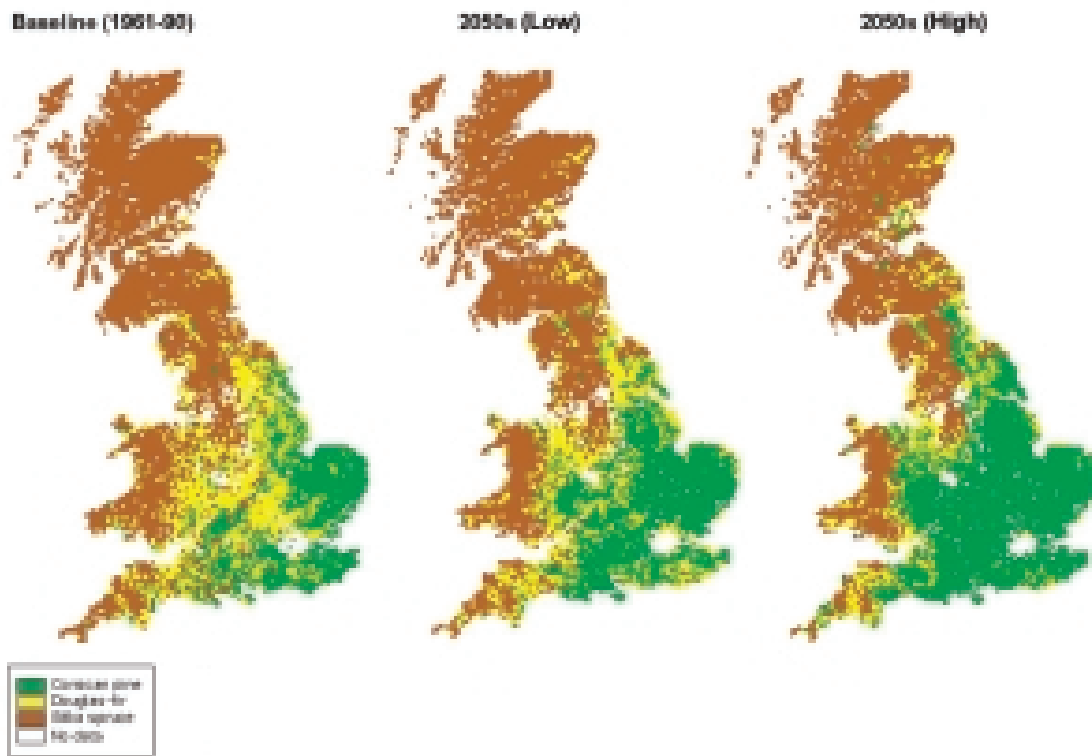 Baseline (1961-90)
2050s (Low)
2050s (High)
Corsican pine
Douglas fir
Sitka spruce
No data